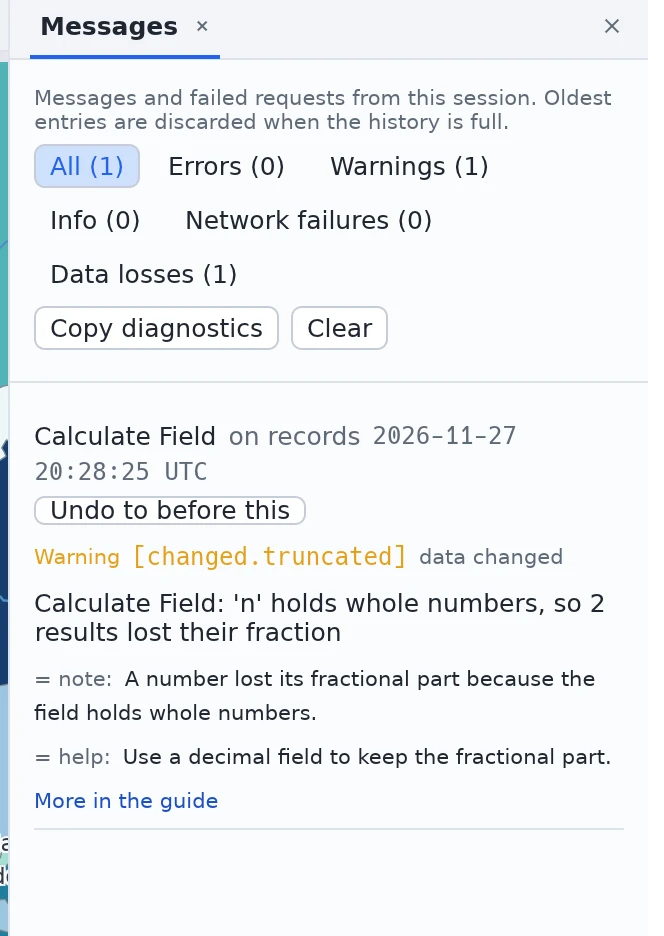 Messages ×
Messages and failed requests from this session. Oldest
entries are discarded when the history is full.
All (1) Errors (0) Warnings (1)
Info (0) Network failures (0)
Data losses (1)
Copy diagnostics Clear
Calculate Field on records 2026-11-27
20:28:25 UTC
Undo to before this
Warning [changed.truncated] data changed
Calculate Field: 'n' holds whole numbers, so 2
results lost their fraction
= note: A number lost its fractional part because the
field holds whole numbers.
= help: Use a decimal field to keep the fractional part.
More in the guide